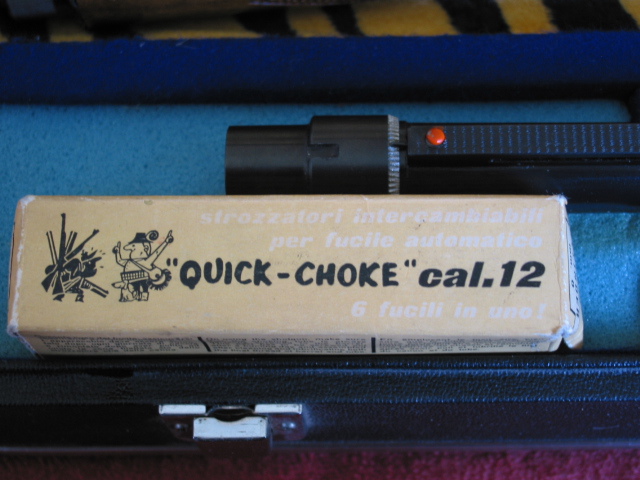 strozzatori intercambiabili
per fucile automatico
"QUICK-CHOKE" cal.12
6 fucili in uno!